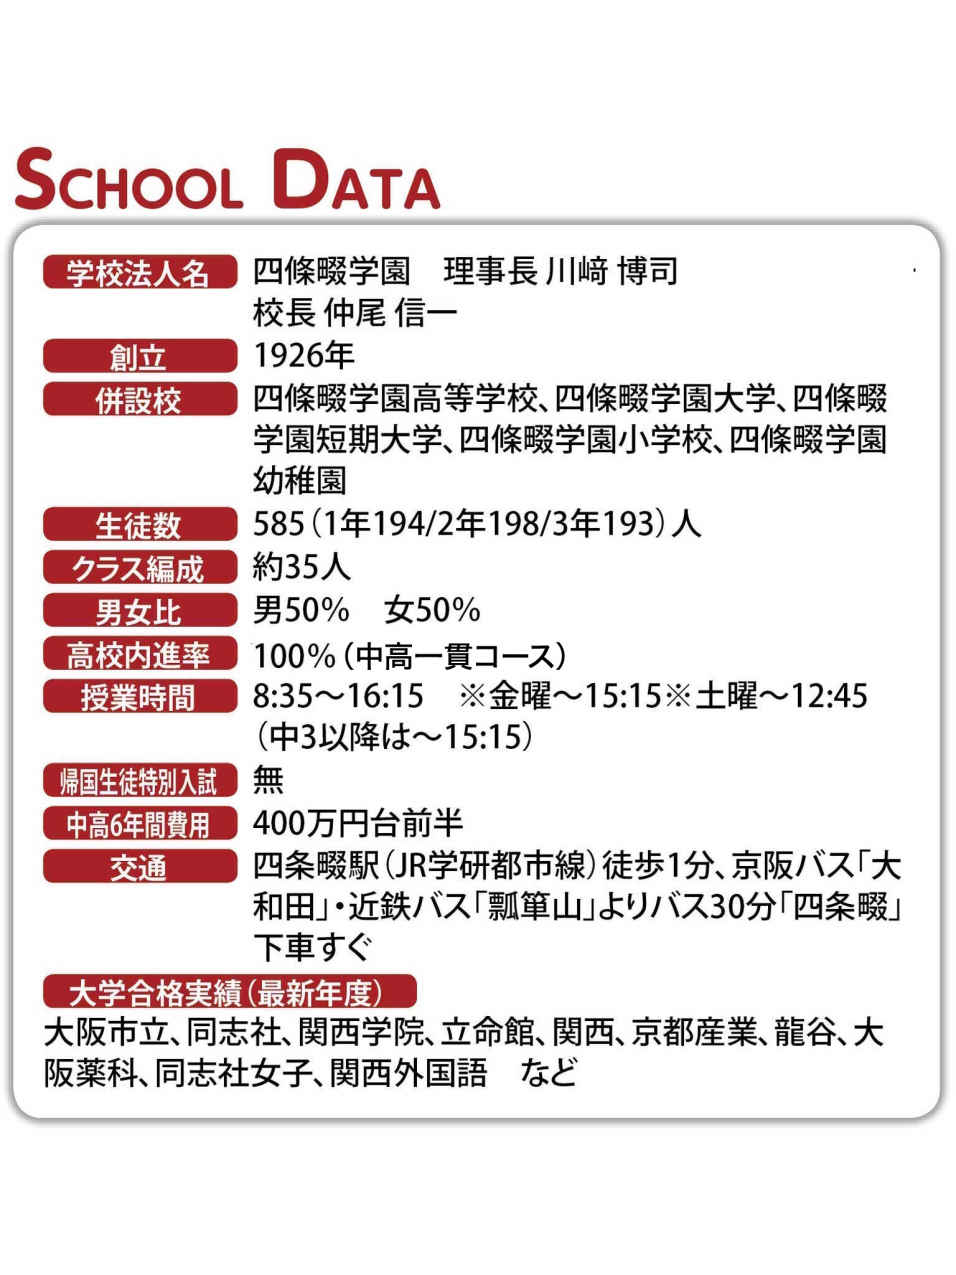 SCHOOL DATA
学校法人名 四條畷学園　理事長 川﨑 博司
校長 仲尾 信一
創立 1926年
併設校 四條畷学園高等学校、四條畷学園大学、四條畷
学園短期大学、四條畷学園小学校、四條畷学園
幼稚園
生徒数 585（1年194/2年198/3年193）人
クラス編成 約35人
男女比 男50%　女50%
高校内進率 100%（中高一貫コース）
授業時間 8:35～16:15　※金曜～15:15※土曜～12:45
（中3以降は～15:15）
帰国生徒特別入試 無
中高6年間費用 400万円台前半
交通 四条畷駅（JR学研都市線）徒歩1分、京阪バス「大
和田」・近鉄バス「瓢箪山」よりバス30分「四条畷」
下車すぐ
大学合格実績（最新年度）
大阪市立、同志社、関西学院、立命館、関西、京都産業、龍谷、大
阪薬科、同志社女子、関西外国語　など